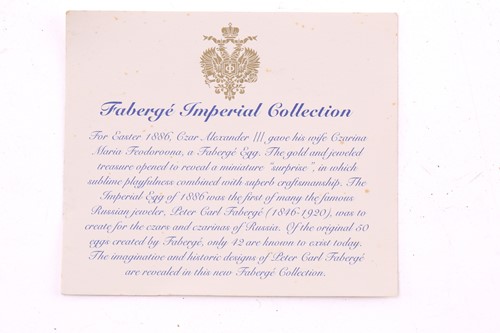 Fabergé Imperial Collection
For Easter 1886, Czar Alexander III gave his wife Czarina
Maria Feodorovna, a Fabergé Egg. The gold and jeweled
treasure opened to reveal a miniature "surprise", in which
sublime playfulness combined with superb craftsmanship. The
Imperial Egg of 1886 was the first of many the famous
Russian jeweler, Peter Carl Fabergé (1846-1920), was to
create for the czars and czarinas of Russia. Of the original 50
eggs created by Fabergé, only 42 are known to exist today.
The imaginative and historic designs of Peter Carl Fabergé
are revealed in this new Fabergé Collection.